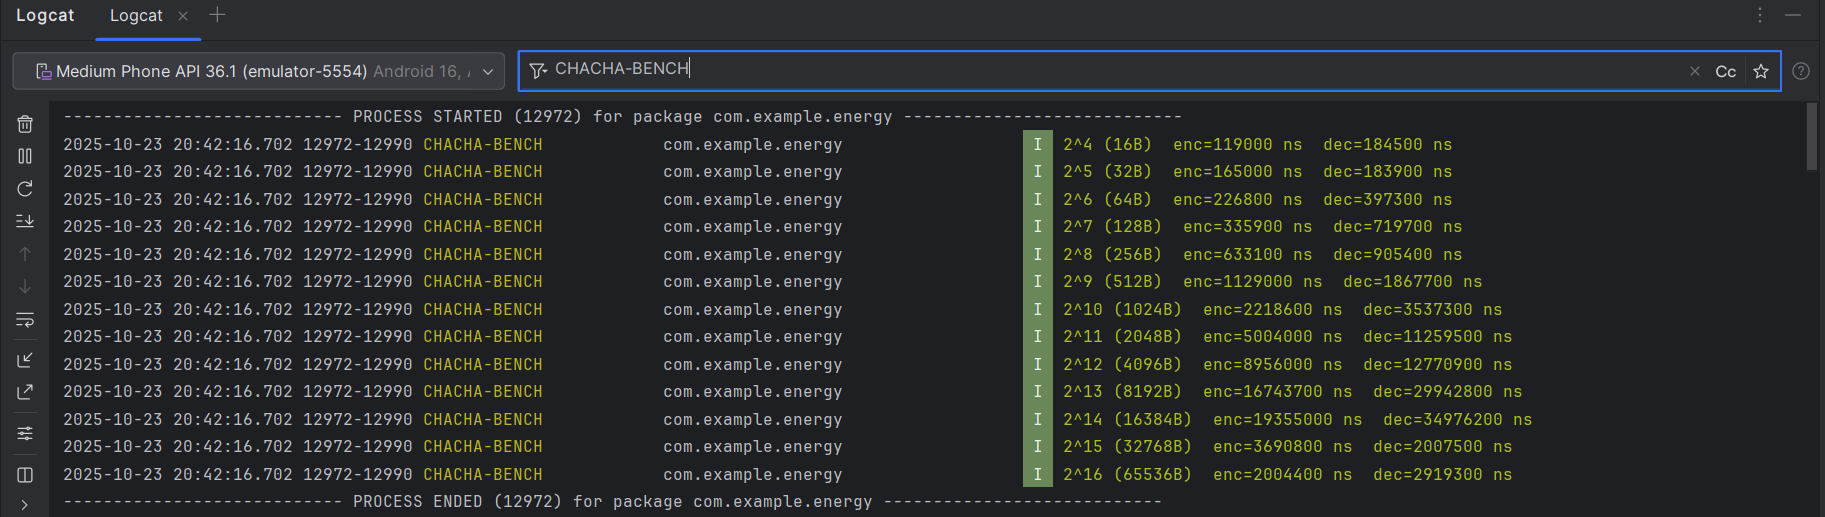 Logcat Logcat
Medium Phone API 36.1 (emulator-5554) Android 16, CHACHA-BENCH Cc
---------------------------- PROCESS STARTED (12972) for package com.example.energy ----------------------------
2025-10-23 20:42:16.702 12972-12990 CHACHA-BENCH com.example.energy I 2^4 (16B) enc=119000 ns dec=184500 ns
2025-10-23 20:42:16.702 12972-12990 CHACHA-BENCH com.example.energy I 2^5 (32B) enc=165000 ns dec=183900 ns
2025-10-23 20:42:16.702 12972-12990 CHACHA-BENCH com.example.energy I 2^6 (64B) enc=226800 ns dec=397300 ns
2025-10-23 20:42:16.702 12972-12990 CHACHA-BENCH com.example.energy I 2^7 (128B) enc=335900 ns dec=719700 ns
2025-10-23 20:42:16.702 12972-12990 CHACHA-BENCH com.example.energy I 2^8 (256B) enc=633100 ns dec=905400 ns
2025-10-23 20:42:16.702 12972-12990 CHACHA-BENCH com.example.energy I 2^9 (512B) enc=1129000 ns dec=1867700 ns
2025-10-23 20:42:16.702 12972-12990 CHACHA-BENCH com.example.energy I 2^10 (1024B) enc=2218600 ns dec=3537300 ns
2025-10-23 20:42:16.702 12972-12990 CHACHA-BENCH com.example.energy I 2^11 (2048B) enc=5004000 ns dec=11259500 ns
2025-10-23 20:42:16.702 12972-12990 CHACHA-BENCH com.example.energy I 2^12 (4096B) enc=8956000 ns dec=12770900 ns
2025-10-23 20:42:16.702 12972-12990 CHACHA-BENCH com.example.energy I 2^13 (8192B) enc=16743700 ns dec=29942800 ns
2025-10-23 20:42:16.702 12972-12990 CHACHA-BENCH com.example.energy I 2^14 (16384B) enc=19355000 ns dec=34976200 ns
2025-10-23 20:42:16.702 12972-12990 CHACHA-BENCH com.example.energy I 2^15 (32768B) enc=3690800 ns dec=2007500 ns
2025-10-23 20:42:16.702 12972-12990 CHACHA-BENCH com.example.energy I 2^16 (65536B) enc=2004400 ns dec=2919300 ns
---------------------------- PROCESS ENDED (12972) for package com.example.energy ----------------------------